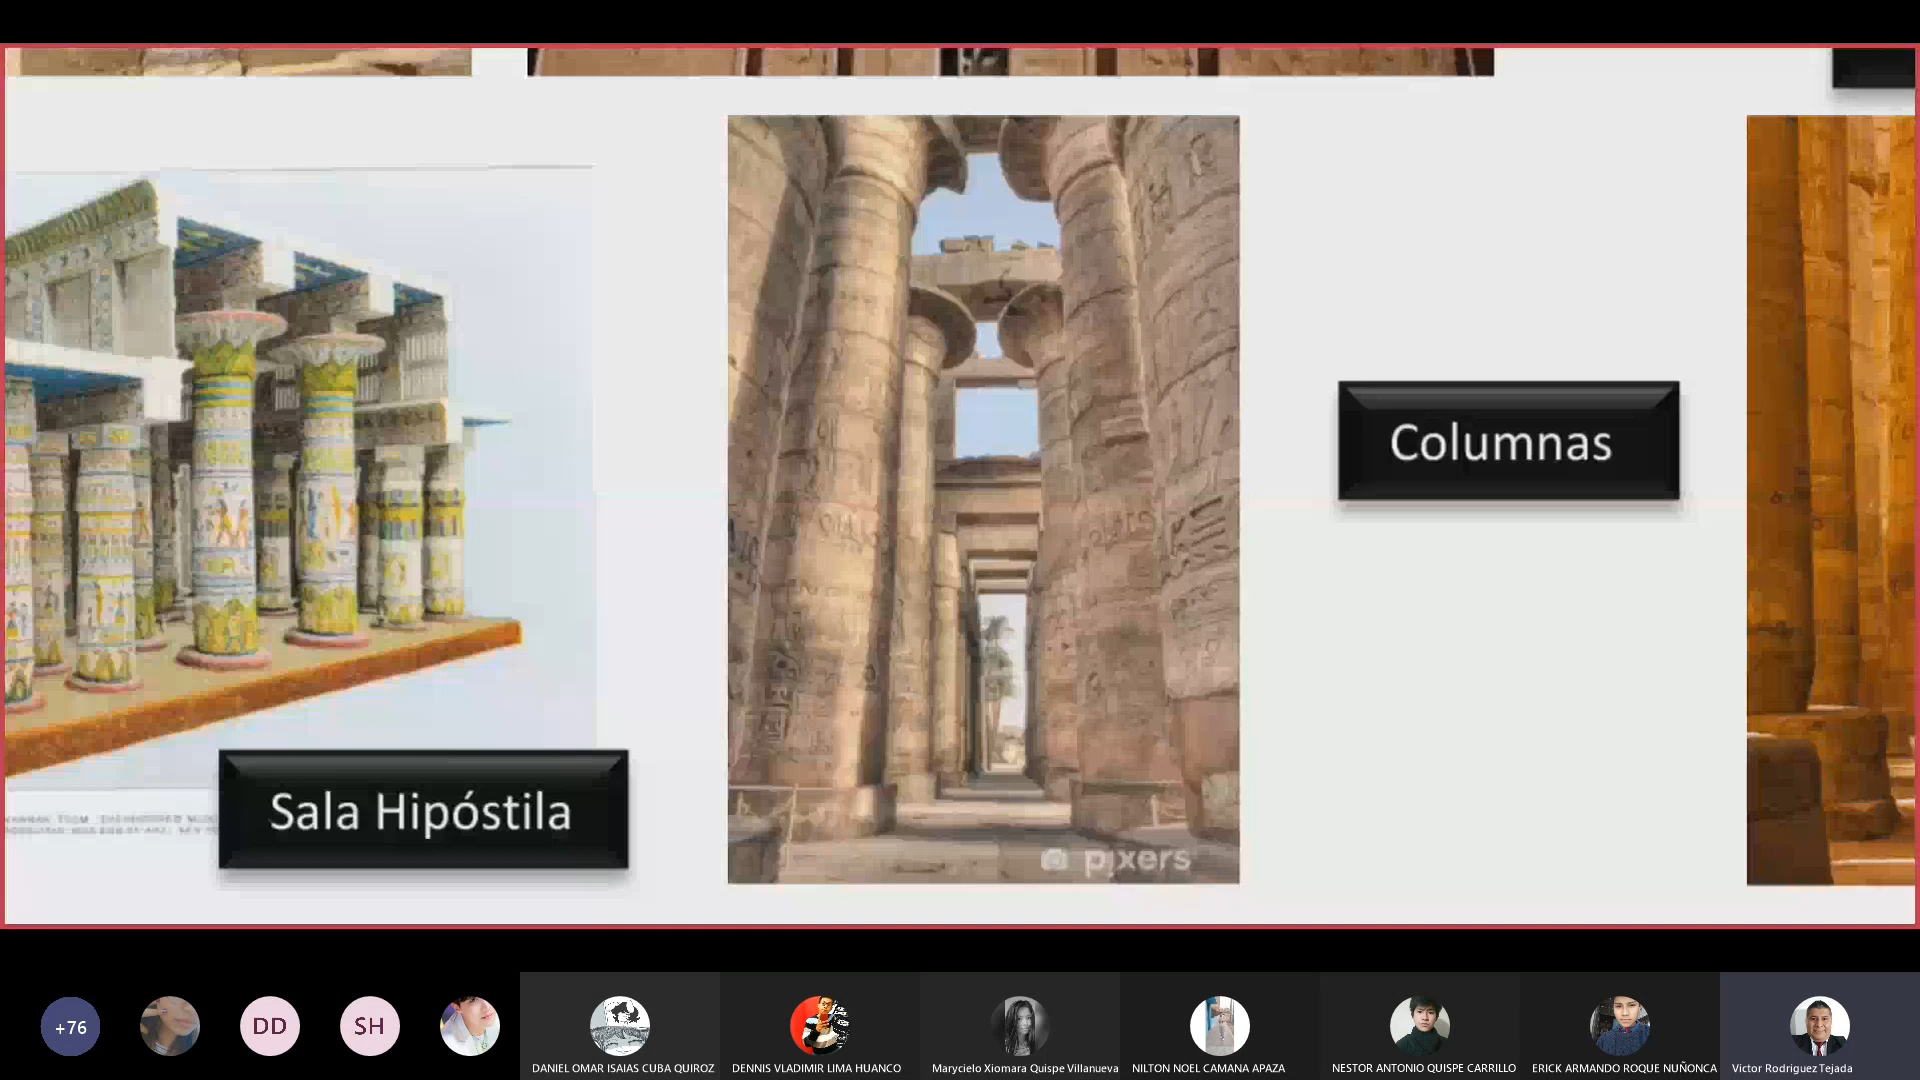 Columnas
Sala Hipóstila
pixers
+76
DD
SH
DANIEL OMAR ISAIAS CUBA QUIROZ
DENNIS VLADIMIR LIMA HUANCO
Marycielo Xiomara Quispe Villanueva
NILTON NOEL CAMANA APAZA
NESTOR ANTONIO QUISPE CARRILLO
ERICK ARMANDO ROQUE NUÑONCA
Victor Rodriguez Tejada